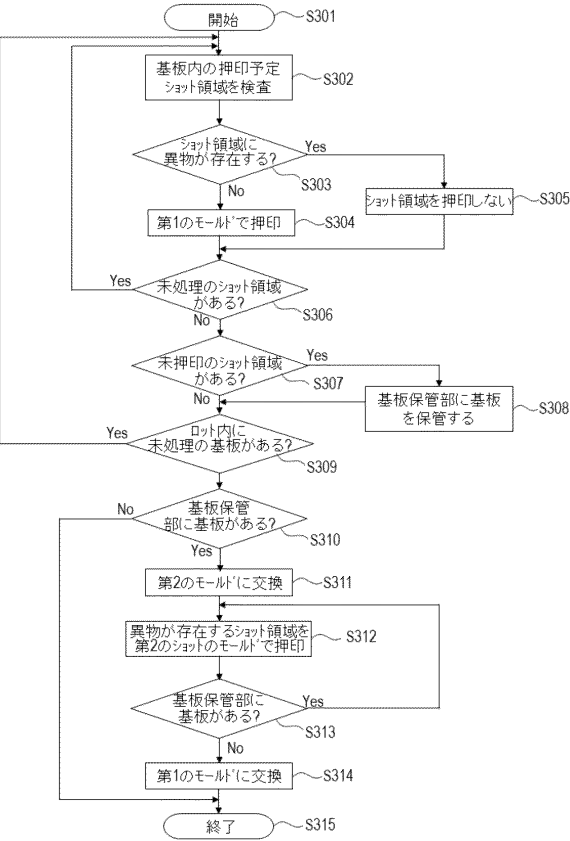 開始
S301
基板内の押印予定
ショット領域を検査
S302
ショット領域に
異物が存在する?
Yes
S303
No
第1のモールドで押印
S304
ショット領域を押印しない
S305
Yes
未処理のショット領域
がある?
S306
No
未押印のショット領域
がある?
Yes
S307
No
基板保管部に基板
を保管する
S308
Yes
ロット内に
未処理の基板がある?
S309
No
基板保管
部に基板がある?
S310
Yes
第2のモールドに交換
S311
異物が存在するショット領域を
第2のショットのモールドで押印
S312
基板保管部に
基板がある?
Yes
S313
No
第1のモールドに交換
S314
終了
S315